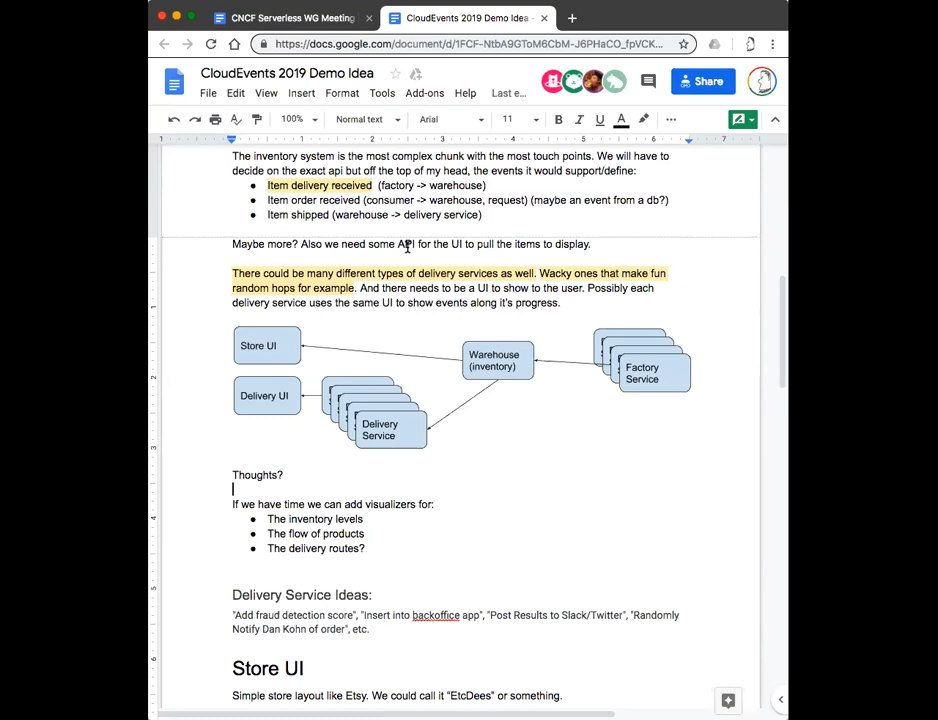 CNCF Serverless WG Meeting
CloudEvents 2019 Demo Idea
https://docs.google.com/document/d/1FCF-NtbA9GToM6CbM-J6PHaCO_fpVCK...
CloudEvents 2019 Demo Idea
File Edit View Insert Format Tools Add-ons Help Last e...
Share
100% Normal text Arial 11 B I U A
1 1 2 3 4 5 6 7
The inventory system is the most complex chunk with the most touch points. We will have to
decide on the exact api but off the top of my head, the events it would support/define:
● Item delivery received (factory -> warehouse)
● Item order received (consumer -> warehouse, request) (maybe an event from a db?)
● Item shipped (warehouse -> delivery service)
Maybe more? Also we need some API for the UI to pull the items to display.
There could be many different types of delivery services as well. Wacky ones that make fun
random hops for example. And there needs to be a UI to show to the user. Possibly each
delivery service uses the same UI to show events along it's progress.
Store UI
Warehouse
(inventory)
Factory
Service
Delivery UI
Delivery
Service
Thoughts?
If we have time we can add visualizers for:
● The inventory levels
● The flow of products
● The delivery routes?
Delivery Service Ideas:
"Add fraud detection score", "Insert into backoffice app", "Post Results to Slack/Twitter", "Randomly
Notify Dan Kohn of order", etc.
Store UI
Simple store layout like Etsy. We could call it "EtcDees" or something.